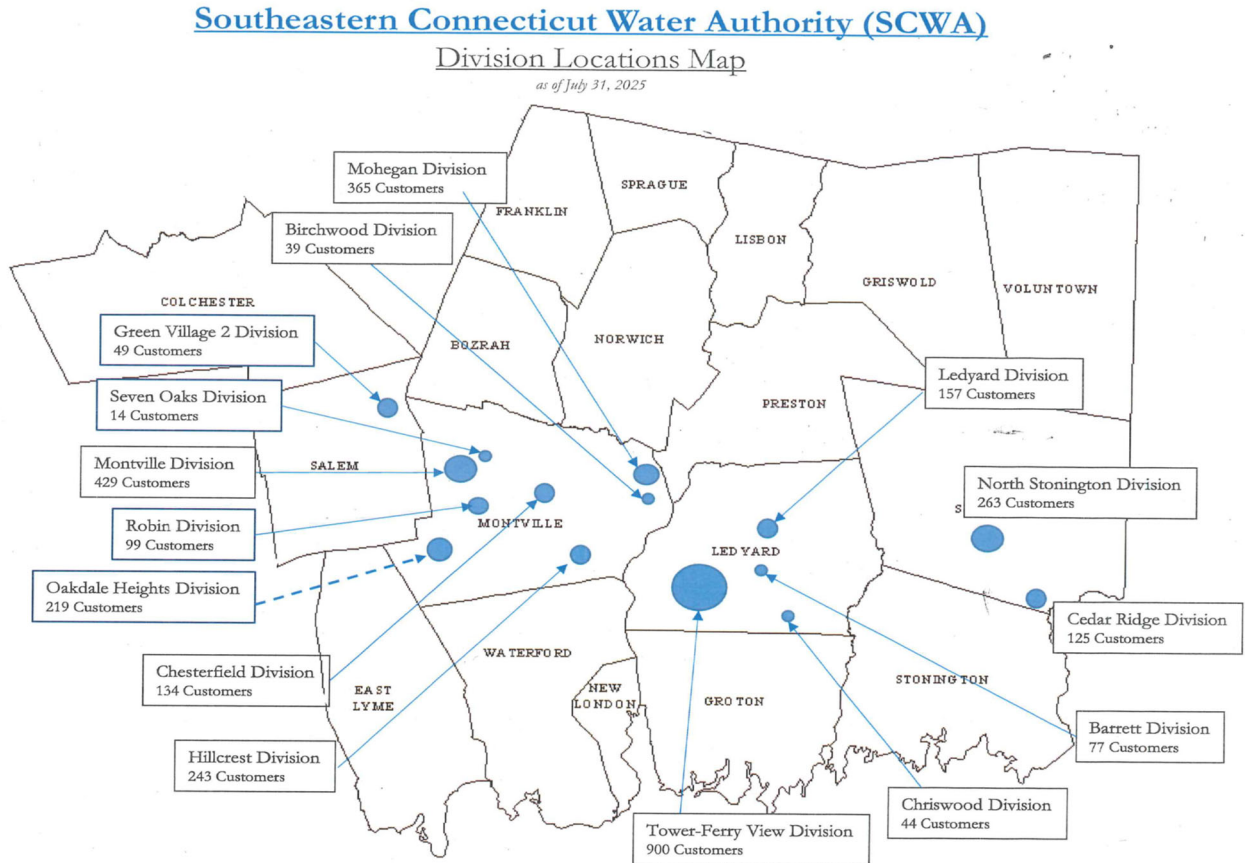 Southeastern Connecticut Water Authority (SCWA)
Division Locations Map
as of July 31, 2025
Mohegan Division
365 Customers
SPRAGUE
FRANKLIN
Birchwood Division
39 Customers
LISBON
GRISWOLD
VOLUNTOWN
COLCHESTER
Green Village 2 Division
49 Customers
BOZRAH
NORWICH
Ledyard Division
157 Customers
Seven Oaks Division
14 Customers
PRESTON
Montville Division
429 Customers
SALEM
North Stonington Division
263 Customers
S
Robin Division
99 Customers
MONTVILLE
LEDYARD
Oakdale Heights Division
219 Customers
Cedar Ridge Division
125 Customers
Chesterfield Division
134 Customers
WATERFORD
EAST
LYME
NEW
LONDON
GROTON
STONINGTON
Barrett Division
77 Customers
Hillcrest Division
243 Customers
Chriswood Division
44 Customers
Tower-Ferry View Division
900 Customers